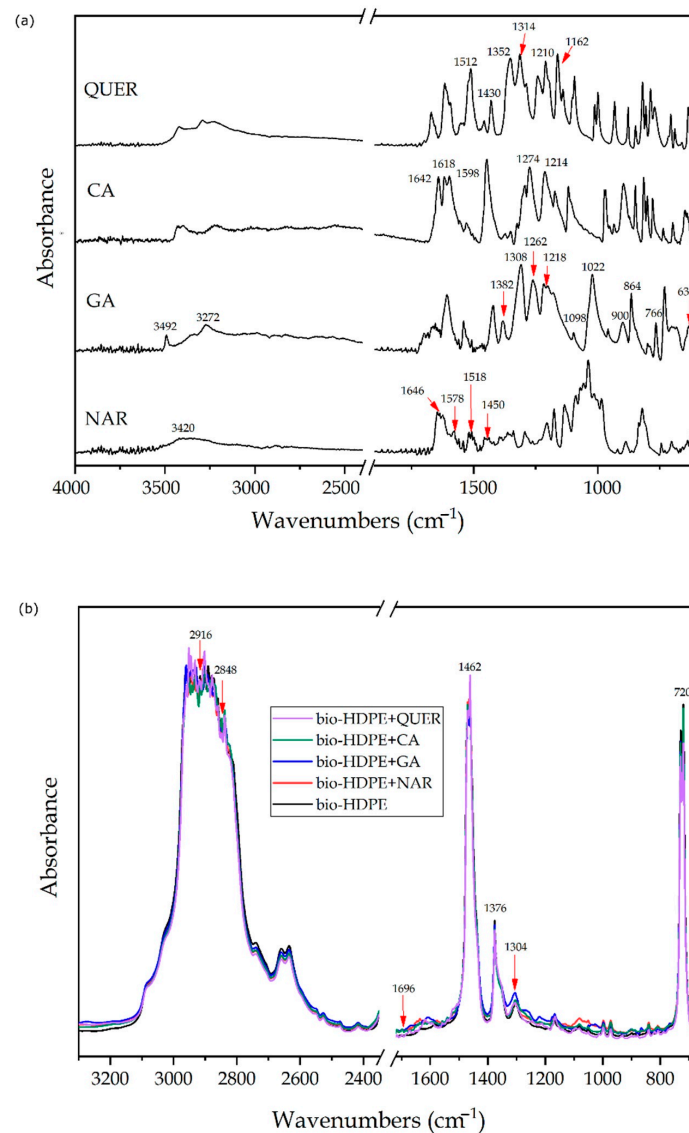 (a)
1314
1352
1210
1162
1512
QUER
1430
1618
1274
1214
1642
1598
CA
1262
1308
1218
1022
GA
1382
864
3492
3272
1098
900
766
1518
1646
1578
1450
NAR
3420
Absorbance
4000 3500 3000 2500 1500 1000
Wavenumbers (cm⁻¹)
(b)
2916
2848
1462
720
bio-HDPE+QUER
bio-HDPE+CA
bio-HDPE+GA
bio-HDPE+NAR
bio-HDPE
1376
1304
1696
Absorbance
3200 3000 2800 2600 2400 1600 1400 1200 1000 800
Wavenumbers (cm⁻¹)